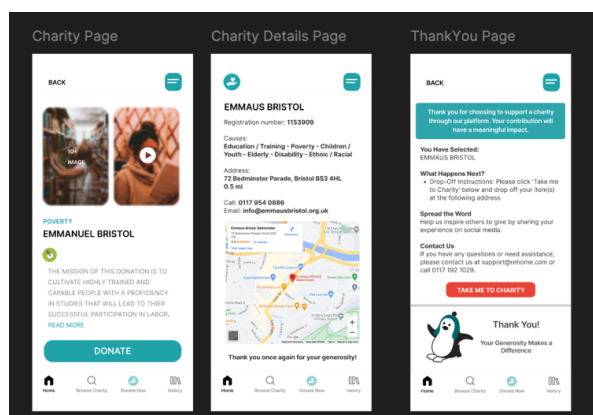 Charity Page
BACK
10+
IMAGE
POVERTY
EMMANUEL BRISTOL
THE MISSION OF THIS DONATION IS TO
CULTIVATE HIGHLY TRAINED AND
CAPABLE PEOPLE WITH A PROFICIENCY
IN STUDIES THAT WILL LEAD TO THIER
SUCCESSFUL PARTICIPATION IN LABOR,
READ MORE
DONATE
Home
Browse Charity
Donate Now
history
Charity Details Page
EMMAUS BRISTOL
Registration number: 1153909
Causes:
Education / Training - Poverty - Children /
Youth - Elderly - Disability - Ethnic / Racial
Address:
72 Bedminster Parade, Bristol BS3 4HL
0.5 mi
Call: 0117 954 0886
Email: info@emmausbristol.org.uk
Emmaus Bristol, Bedminster
Thank you once again for your generosity!
Home
Browse Charity
Donate Now
history
ThankYou Page
BACK
Thank you for choosing to support a charity
through our platform. Your contribution will
have a meaningful impact.
You Have Selected:
EMMAUS BRISTOL
What Happens Next?
• Drop-Off Instructions: Please click 'Take me
to Charity' below and drop off your item(s)
at the following address
Spread the Word
Help us inspire others to give by sharing your
experience on social media.
Contact Us
If you have any questions or need assistance,
please contact us at support@rehome.com or
call 0117 192 1029.
TAKE ME TO CHARITY
Thank You!
Your Generosity Makes a
Difference
Home
Browse Charity
Donate Now
history